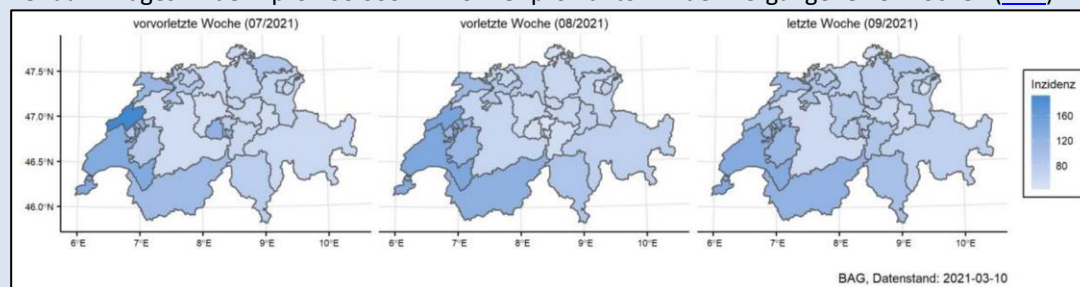 vorvorletzte Woche (07/2021)
vorletzte Woche (08/2021)
letzte Woche (09/2021)
47.5°N
47.0°N
46.5°N
46.0°N
6°E 7°E 8°E 9°E 10°E
6°E 7°E 8°E 9°E 10°E
6°E 7°E 8°E 9°E 10°E
Inzidenz
160
120
80
BAG, Datenstand: 2021-03-10